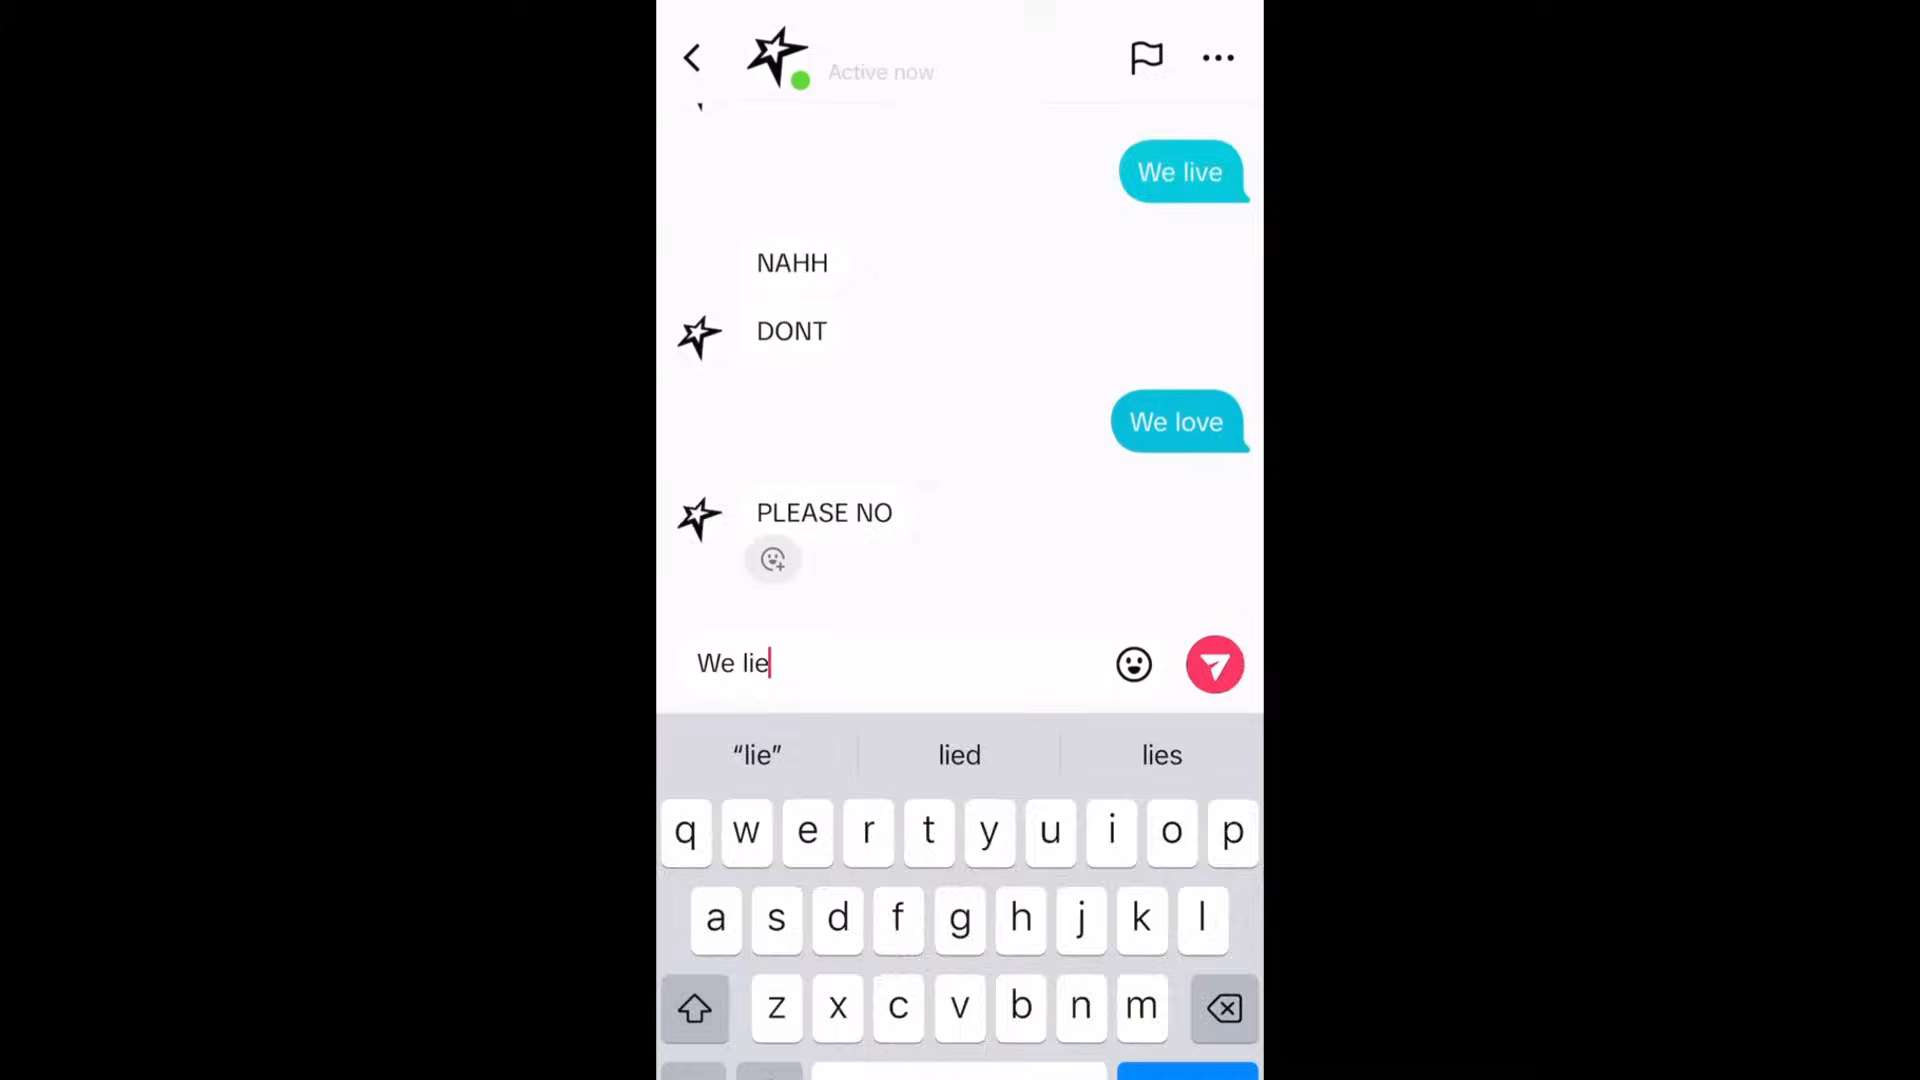 Active now
We live
NAHH
DONT
We love
PLEASE NO
We lie
“lie” lied lies
q w e r t y u i o p
a s d f g h j k l
z x c v b n m